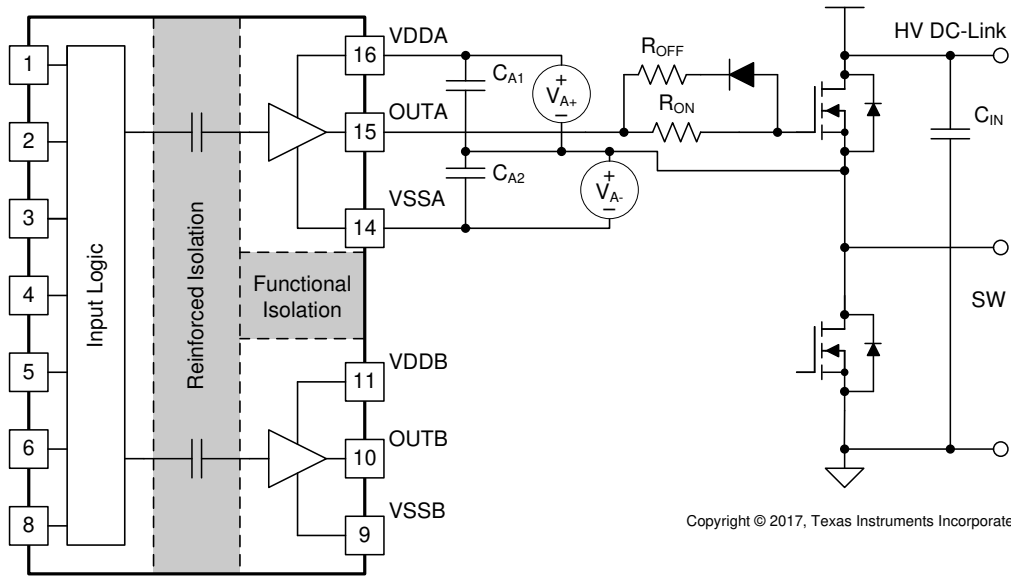 1
2
3
4
5
6
8
Input Logic
Reinforced Isolation
Functional
Isolation
VDDA
16
OUTA
15
VSSA
14
VDDB
11
OUTB
10
VSSB
9
CA1
CA2
+
VA+
−
+
VA-
−
ROFF
RON
HV DC-Link
CIN
SW
Copyright © 2017, Texas Instruments Incorporate